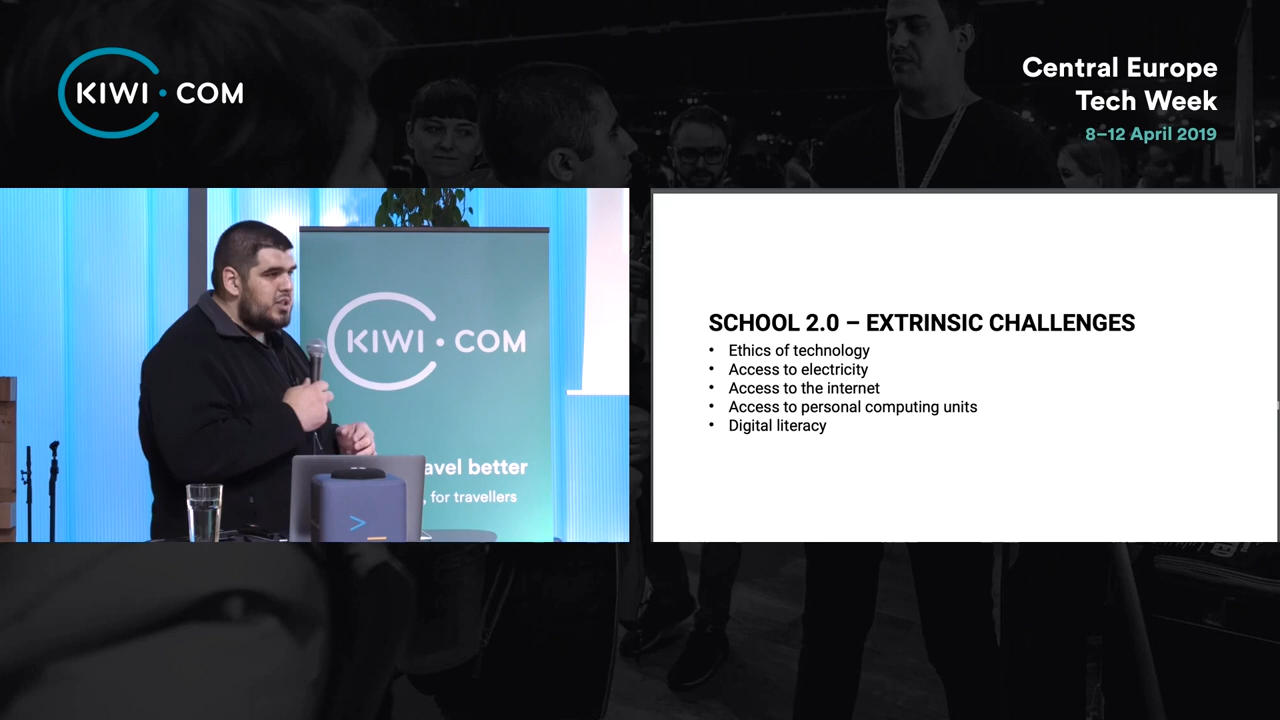 KIWI·COM
Central Europe
Tech Week
8–12 April 2019
KIWI·COM
avel better
, for travellers
>_
SCHOOL 2.0 – EXTRINSIC CHALLENGES
• Ethics of technology
• Access to electricity
• Access to the internet
• Access to personal computing units
• Digital literacy